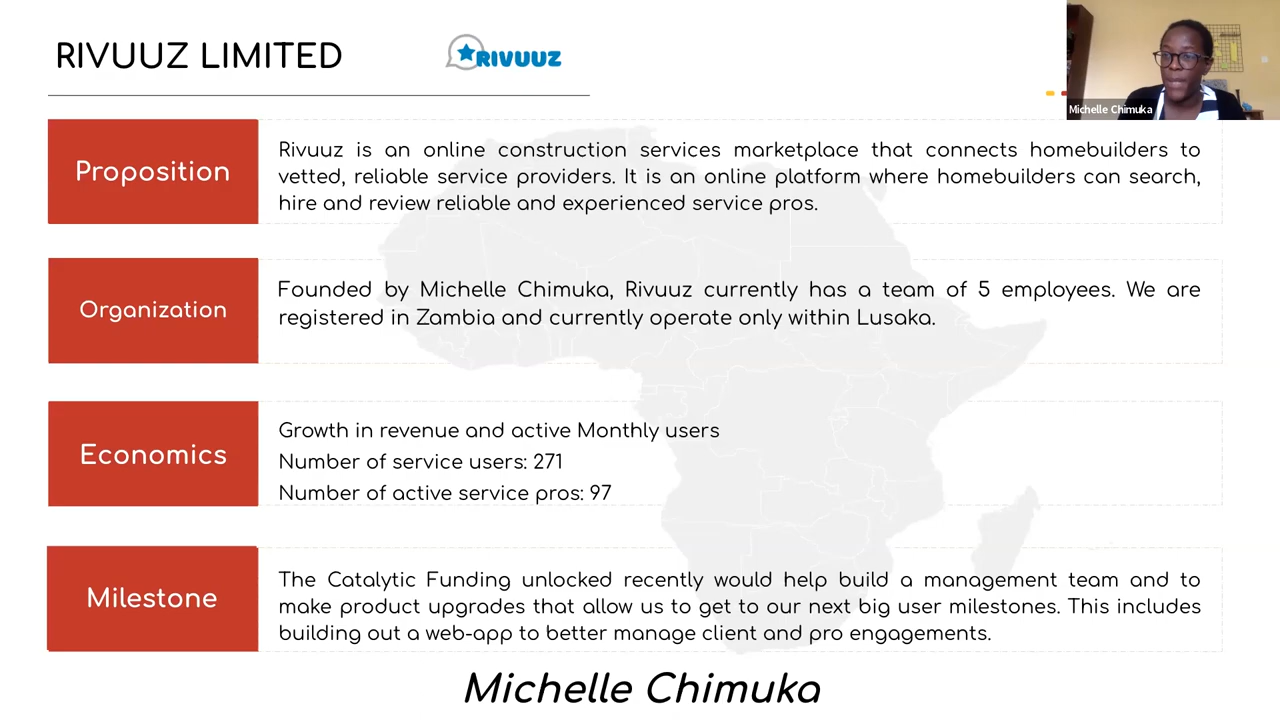 RIVUUZ LIMITED
RIVUUZ
Michelle Chimuka
Proposition
Rivuuz is an online construction services marketplace that connects homebuilders to
vetted, reliable service providers. It is an online platform where homebuilders can search,
hire and review reliable and experienced service pros.
Organization
Founded by Michelle Chimuka, Rivuuz currently has a team of 5 employees. We are
registered in Zambia and currently operate only within Lusaka.
Economics
Growth in revenue and active Monthly users
Number of service users: 271
Number of active service pros: 97
Milestone
The Catalytic Funding unlocked recently would help build a management team and to
make product upgrades that allow us to get to our next big user milestones. This includes
building out a web-app to better manage client and pro engagements.
Michelle Chimuka